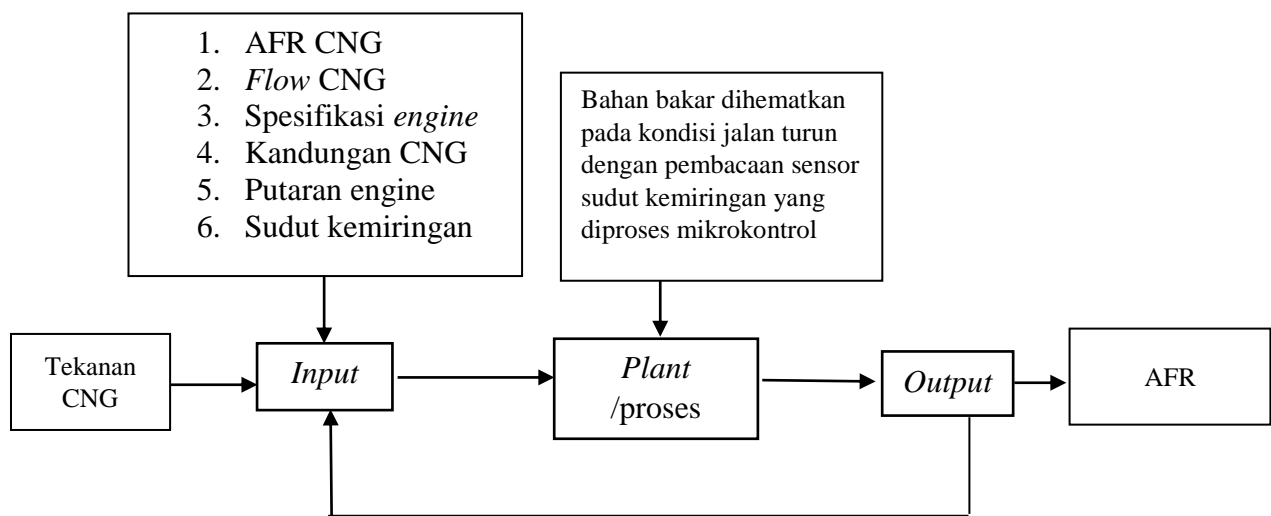 1. AFR CNG
2. Flow CNG
3. Spesifikasi engine
4. Kandungan CNG
5. Putaran engine
6. Sudut kemiringan
Bahan bakar dihematkan
pada kondisi jalan turun
dengan pembacaan sensor
sudut kemiringan yang
diproses mikrokontrol
Tekanan
CNG
Input
Plant
/proses
Output
AFR